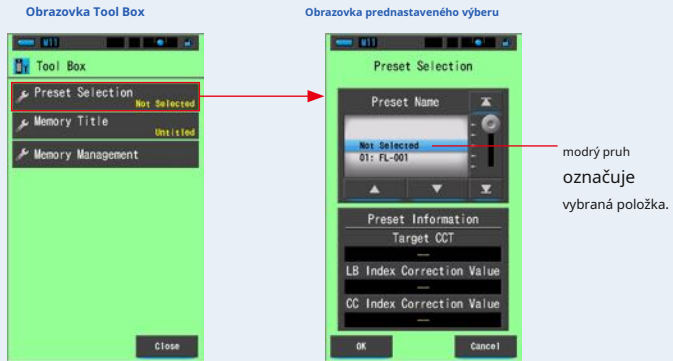 Obrazovka Tool Box
M11
Tool Box
Preset Selection
Not Selected
Memory Title
Untitled
Memory Management
Close
Obrazovka prednastaveného výberu
M11
Preset Selection
Preset Name
Not Selected
01: FL-001
Preset Information
Target CCT
—
LB Index Correction Value
—
CC Index Correction Value
—
OK
Cancel
modrý pruh
označuje
vybraná položka.